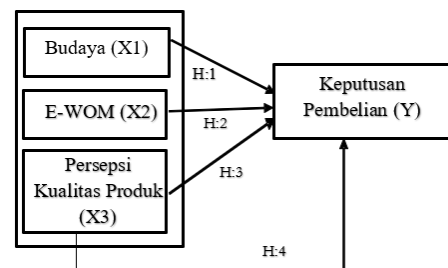 Budaya (X1)
H:1
E-WOM (X2)
H:2
Persepsi
Kualitas Produk
(X3)
H:3
Keputusan
Pembelian (Y)
H:4